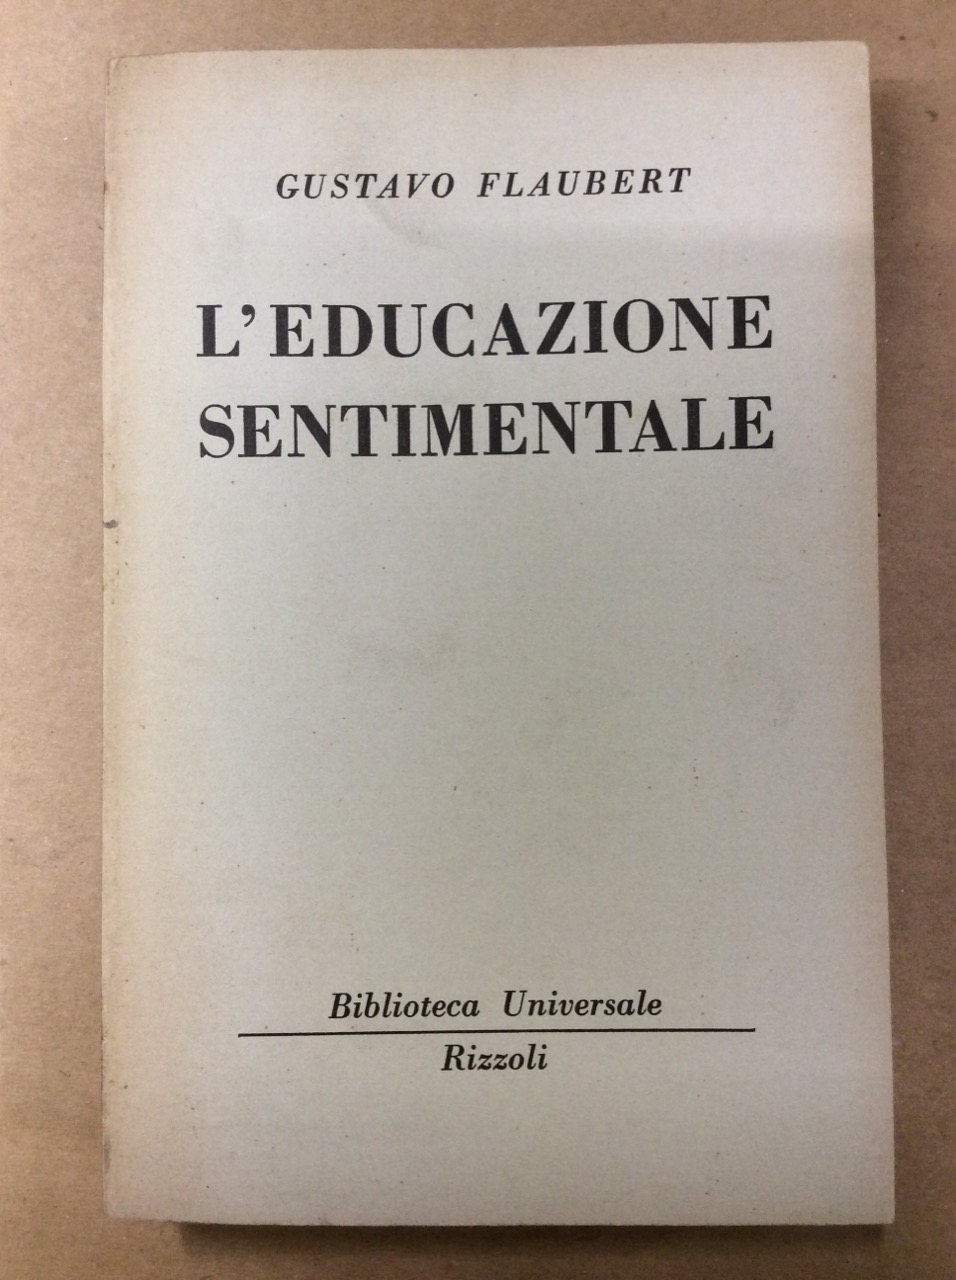 GUSTAVO FLAUBERT
L'EDUCAZIONE
SENTIMENTALE
Biblioteca Universale
Rizzoli